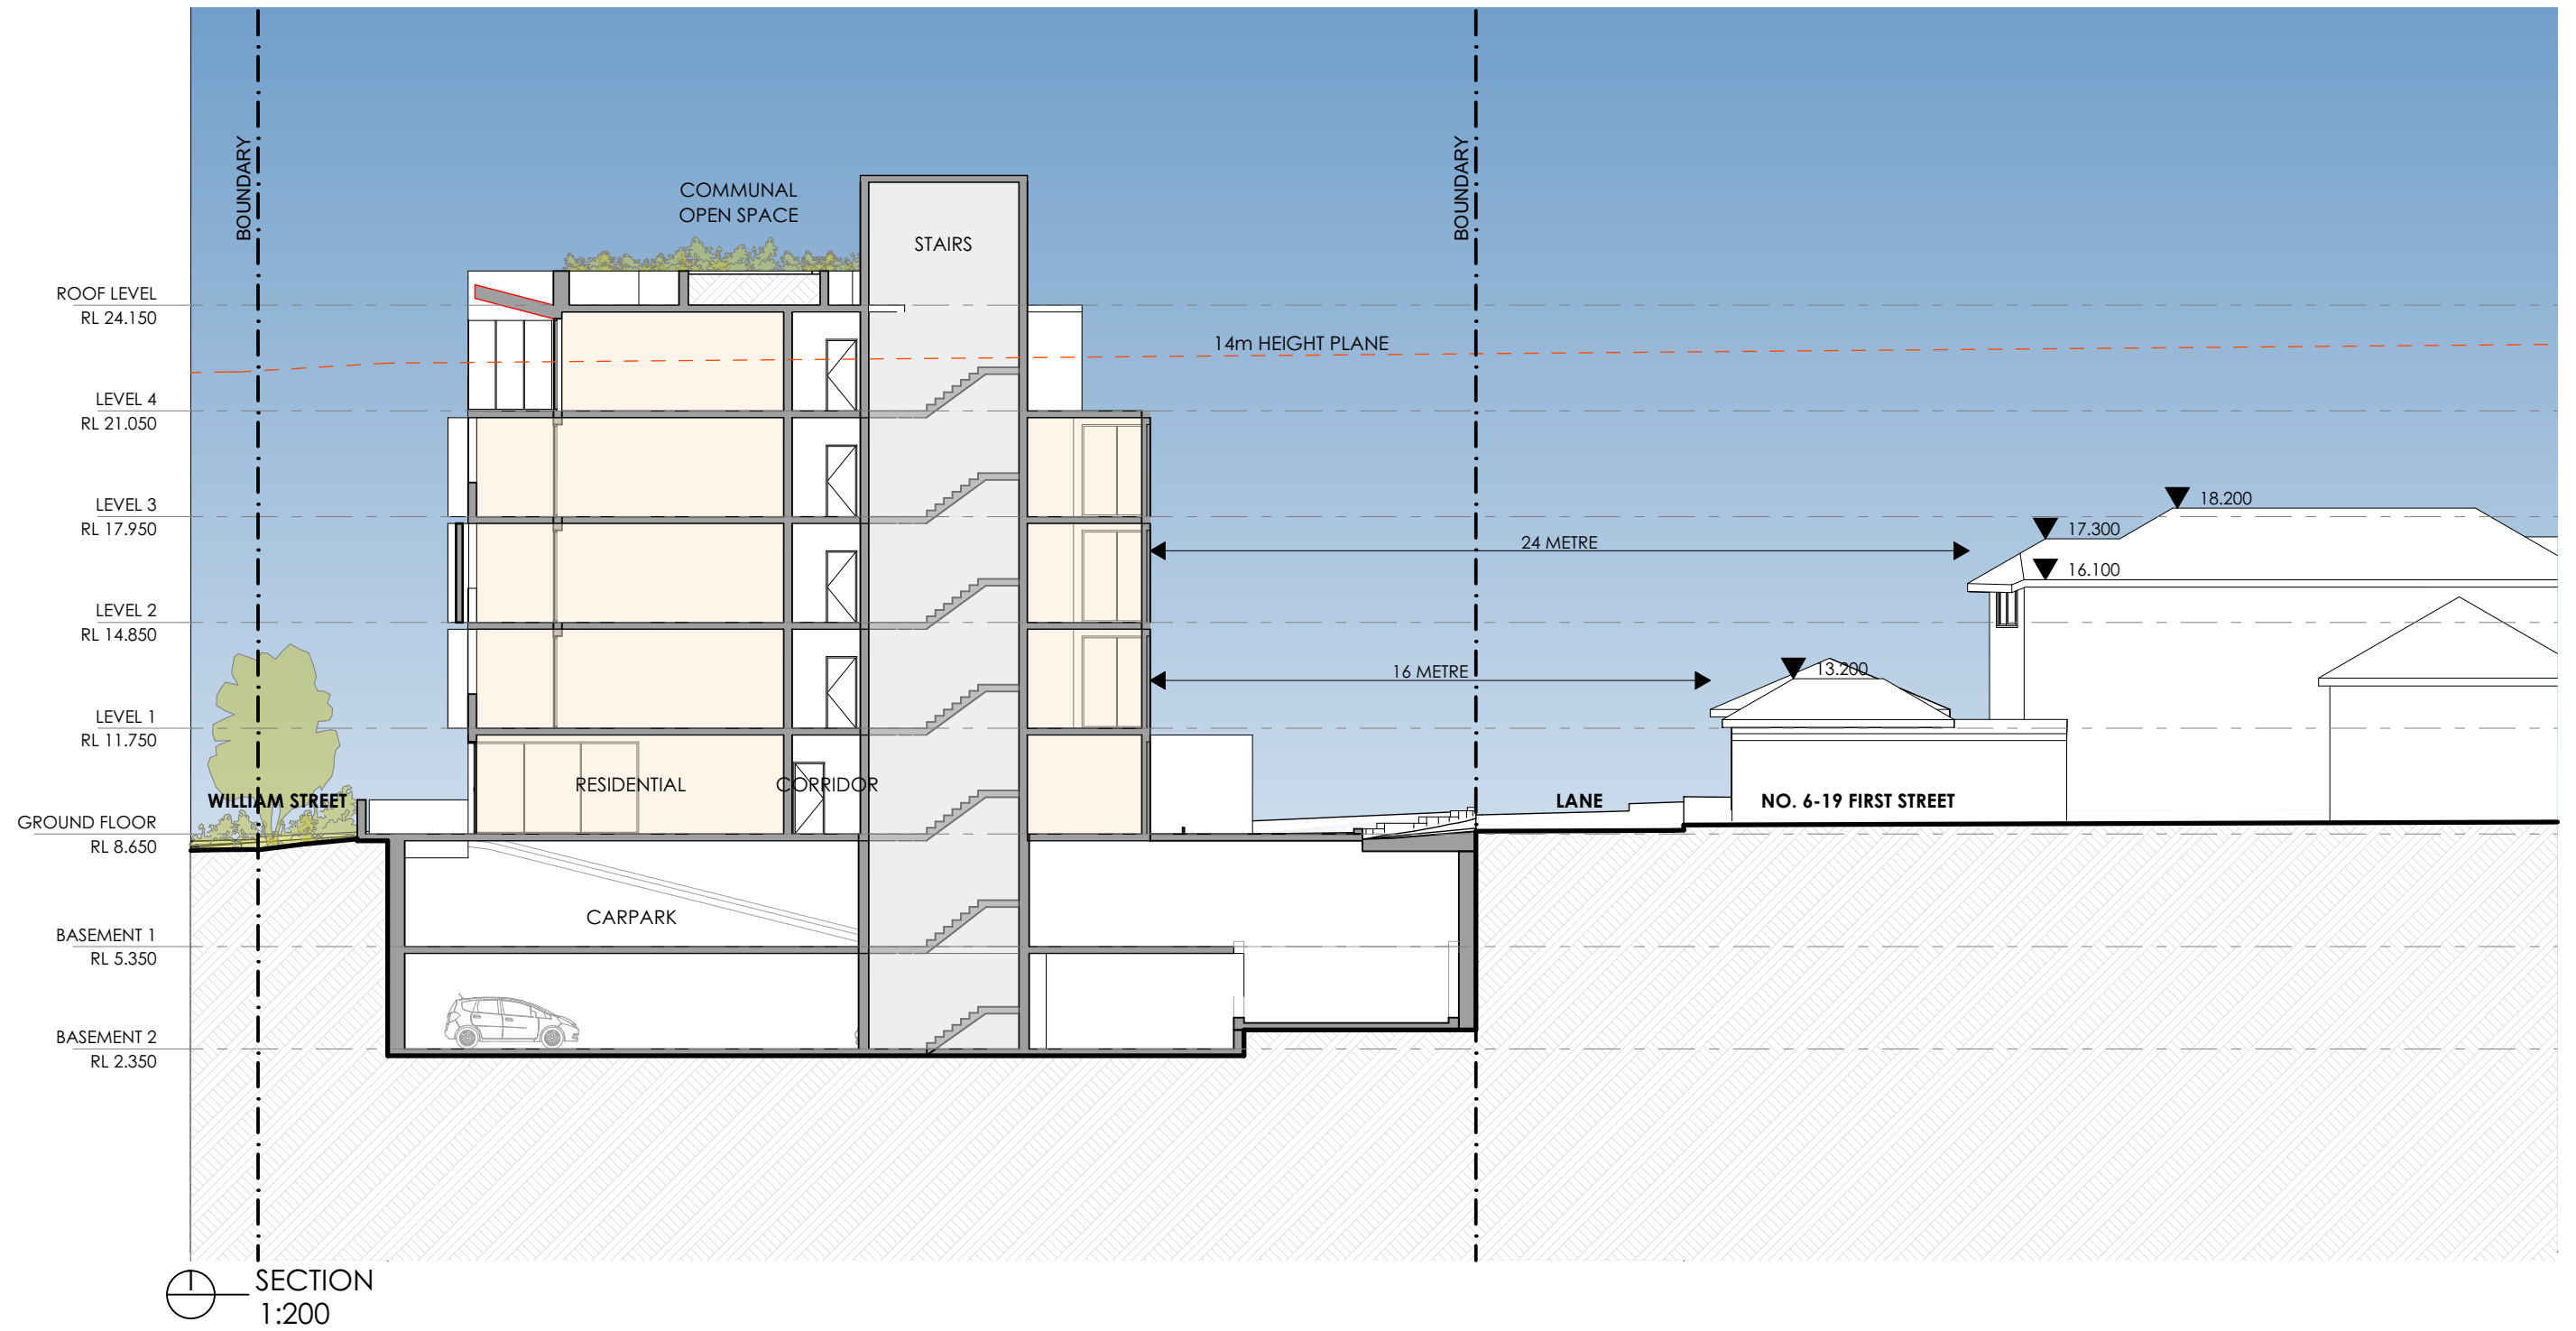 BOUNDARY
BOUNDARY
COMMUNAL
OPEN SPACE
STAIRS
ROOF LEVEL
RL 24.150
14m HEIGHT PLANE
LEVEL 4
RL 21.050
LEVEL 3
RL 17.950
18.200
17.300
24 METRE
16.100
LEVEL 2
RL 14.850
16 METRE
13.200
LEVEL 1
RL 11.750
RESIDENTIAL
CORRIDOR
WILLIAM STREET
LANE
NO. 6-19 FIRST STREET
GROUND FLOOR
RL 8.650
CARPARK
BASEMENT 1
RL 5.350
BASEMENT 2
RL 2.350
SECTION
1:200